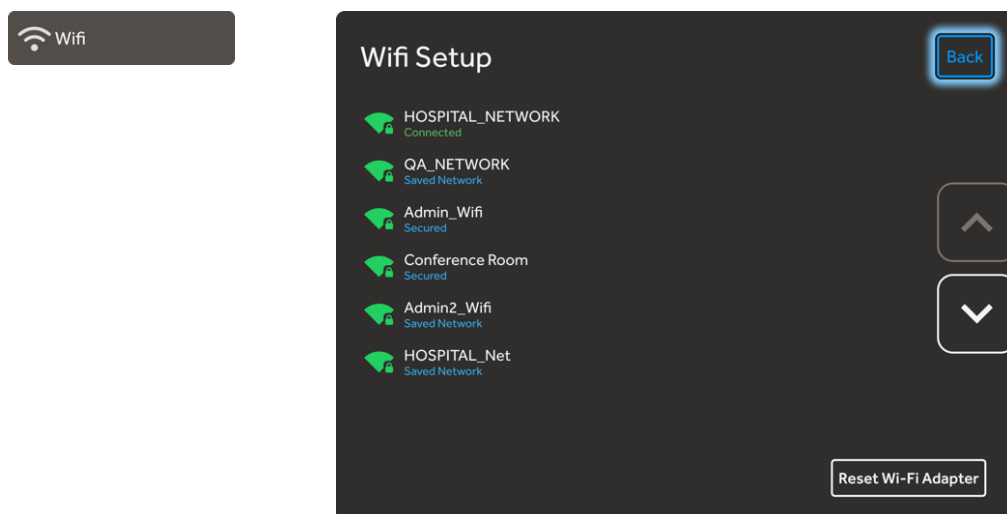 Wifi
Wifi Setup
Back
HOSPITAL_NETWORK
Connected
QA_NETWORK
Saved Network
Admin_Wifi
Secured
Conference Room
Secured
Admin2_Wifi
Saved Network
HOSPITAL_Net
Saved Network
Reset Wi-Fi Adapter